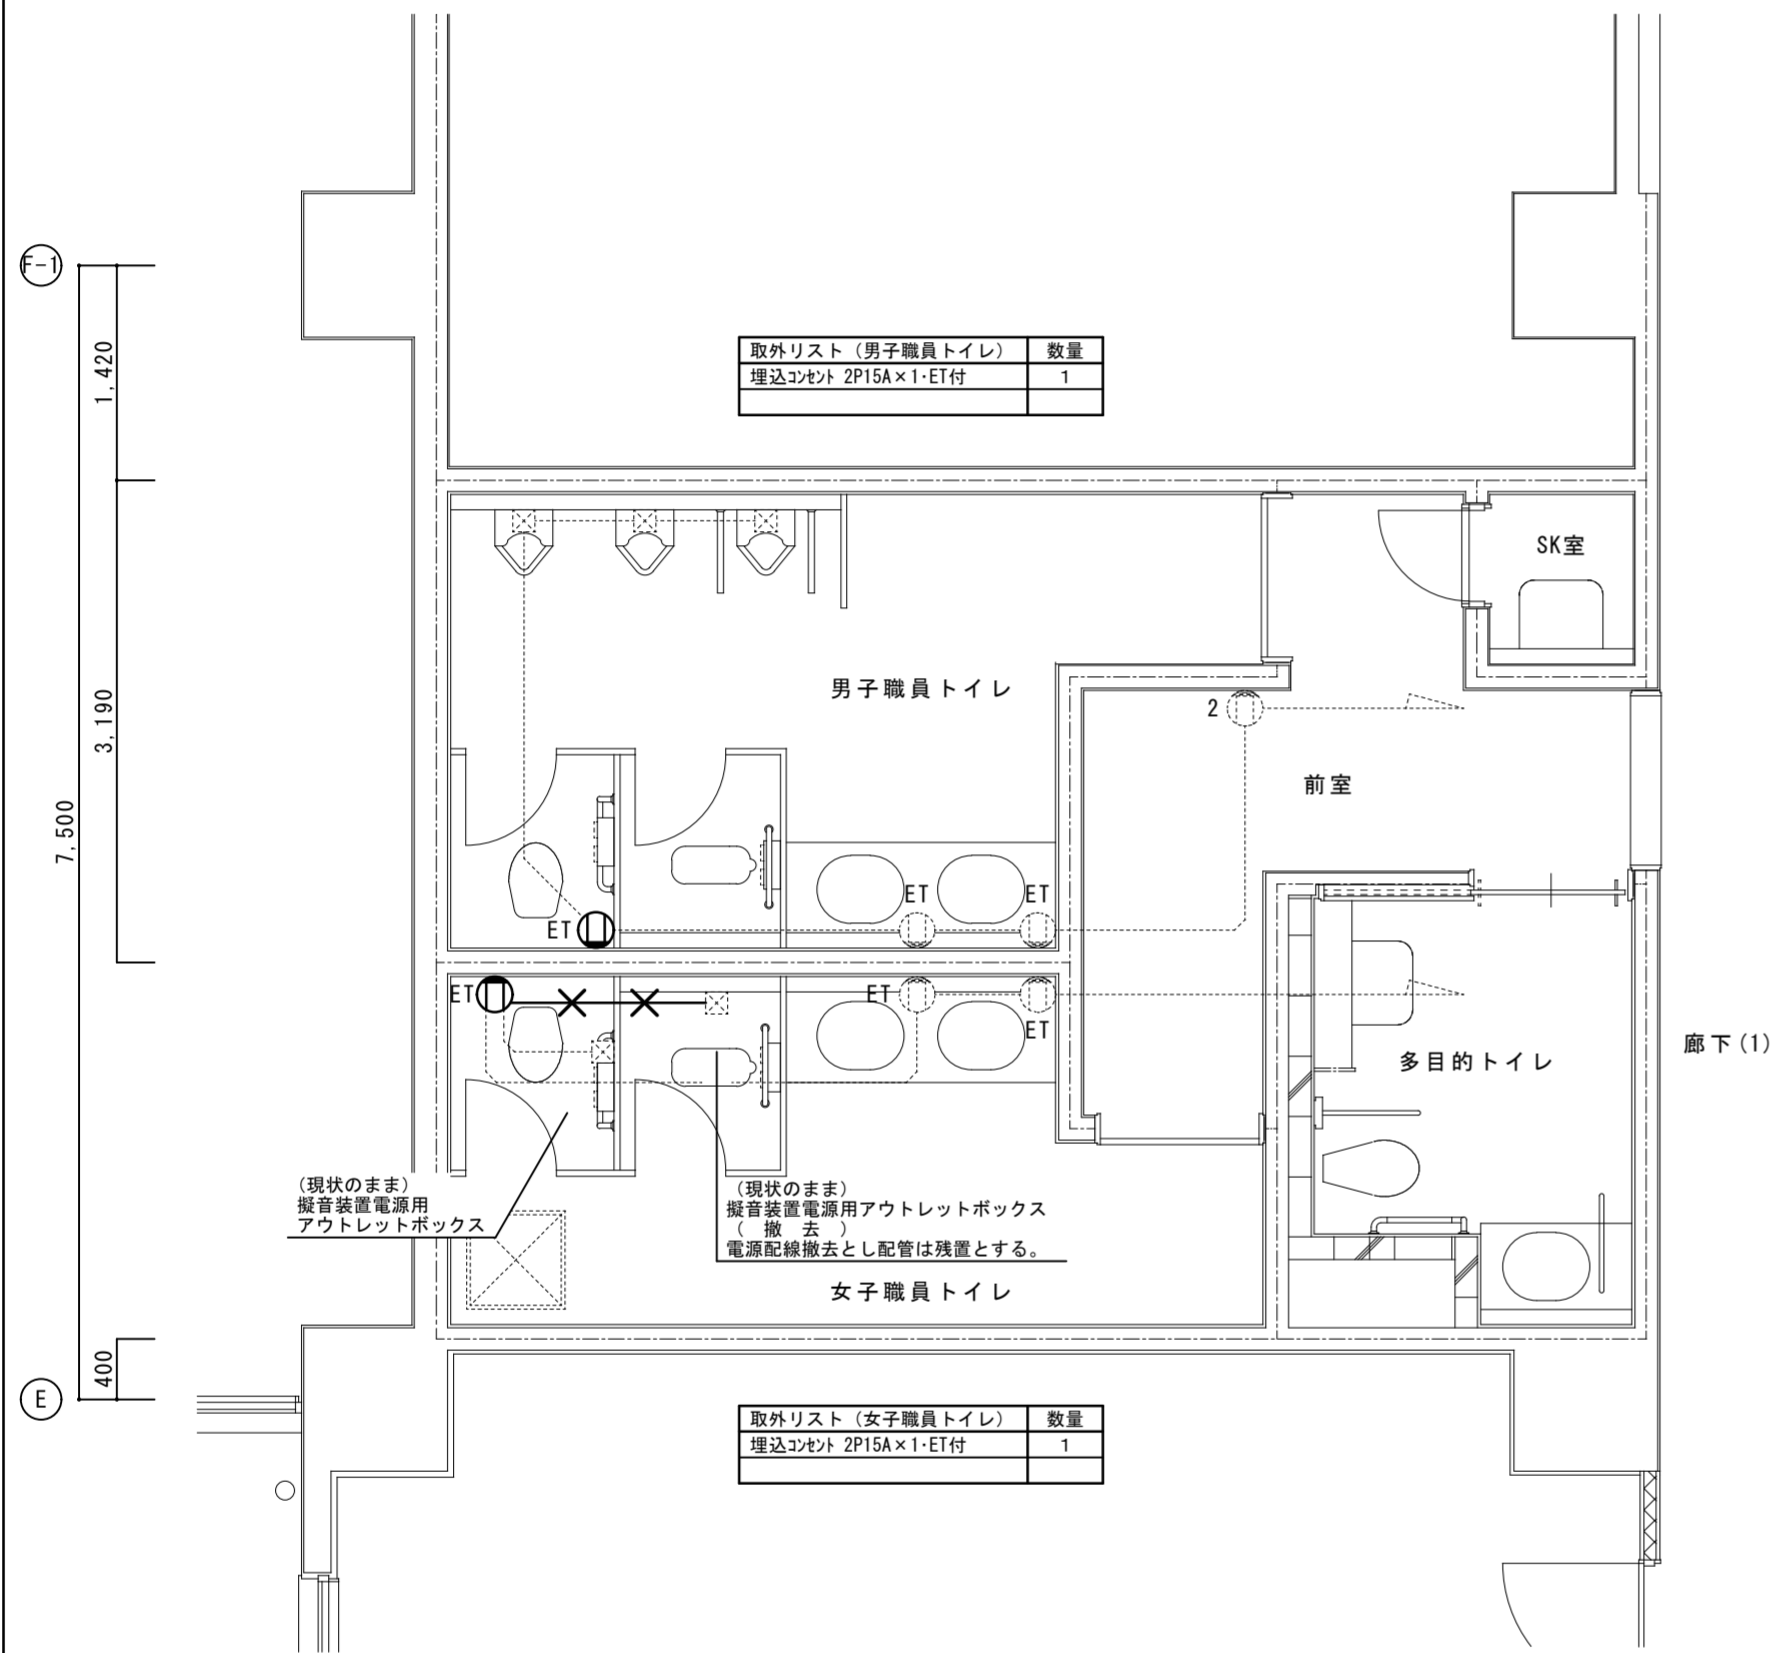 F-1
1,420
取外リスト（男子職員トイレ） 数量
埋込コンセント 2P15A×1・ET付 1
SK室
男子職員トイレ
3,190
2
前室
7,500
ET ET
ET
ET ET
ET
多目的トイレ
廊下(1)
（現状のまま）
擬音装置電源用
アウトレットボックス
（現状のまま）
擬音装置電源用アウトレットボックス
（　撤　去　）
電源配線撤去とし配管は残置とする。
女子職員トイレ
400
E
取外リスト（女子職員トイレ） 数量
埋込コンセント 2P15A×1・ET付 1